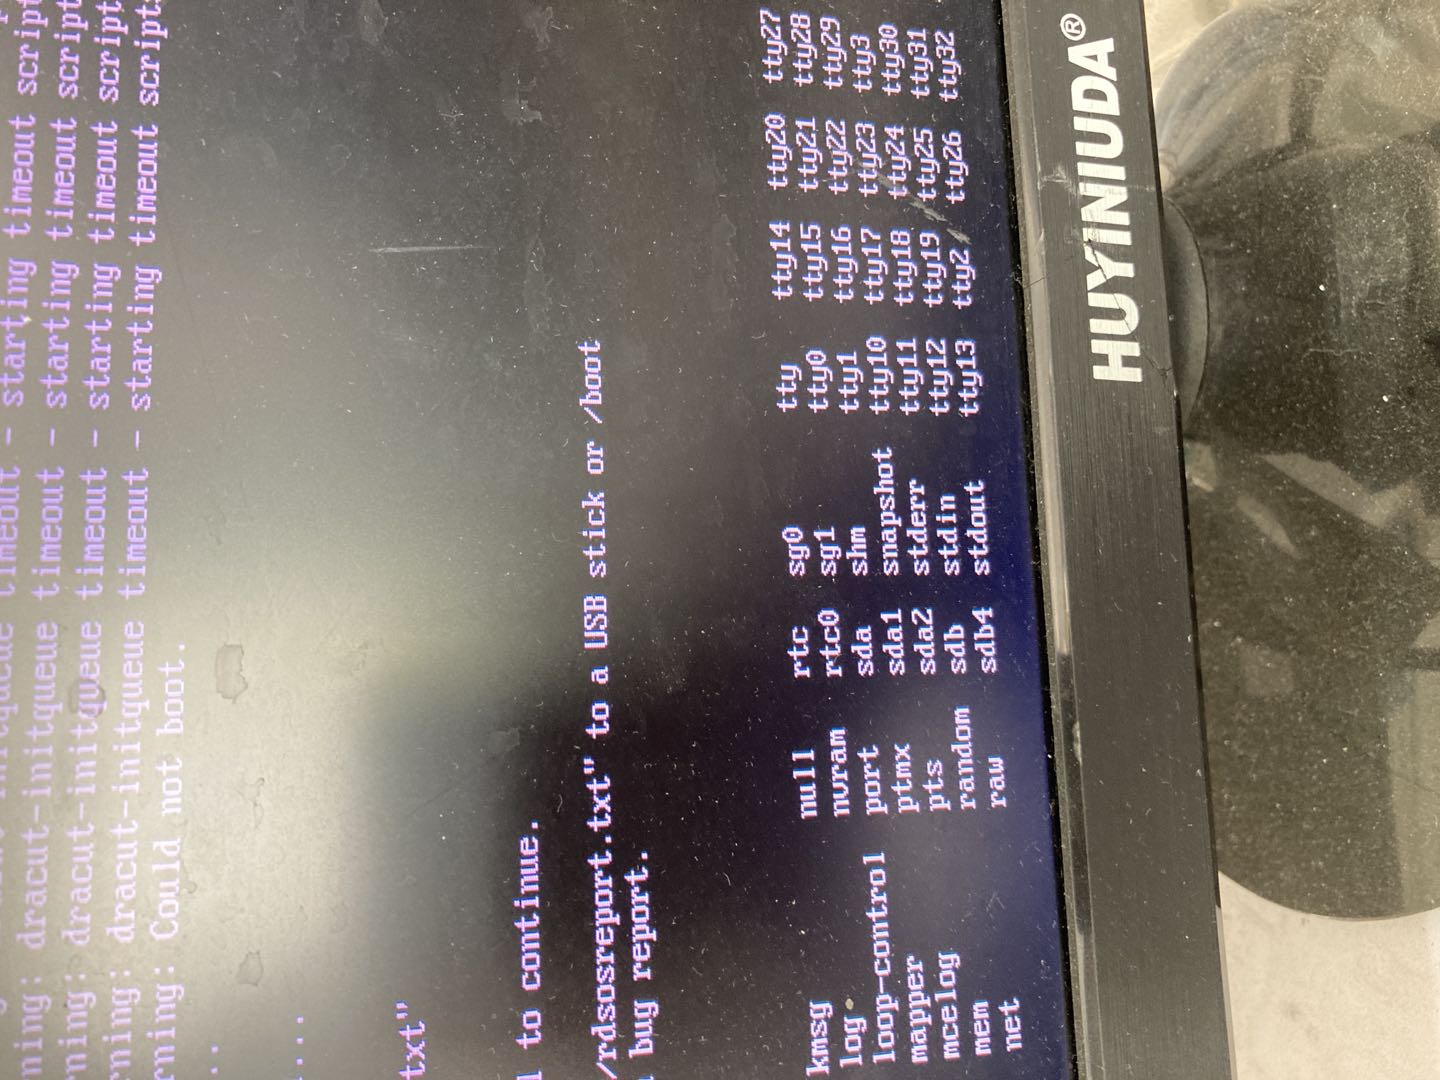 dracut-initqueue timeout - starting timeout script
rning: dracut-initqueue timeout - starting timeout script
rning: dracut-initqueue timeout - starting timeout script
rning: dracut-initqueue timeout - starting timeout scripts
rning: Could not boot.
..
...
txt"
l to continue.
/rdsosreport.txt" to a USB stick or /boot
bug report.
kmsg null rtc sg0 tty tty14 tty20 tty27
log nvram rtc0 sg1 tty0 tty15 tty21 tty28
loop-control port sda shm tty1 tty16 tty22 tty29
mapper ptmx sda1 snapshot tty10 tty17 tty23 tty3
mcelog pts sda2 stderr tty11 tty18 tty24 tty30
mem random sdb stdin tty12 tty19 tty25 tty31
net raw sdb4 stdout tty13 tty2 tty26 tty32
HUYINIUDA®